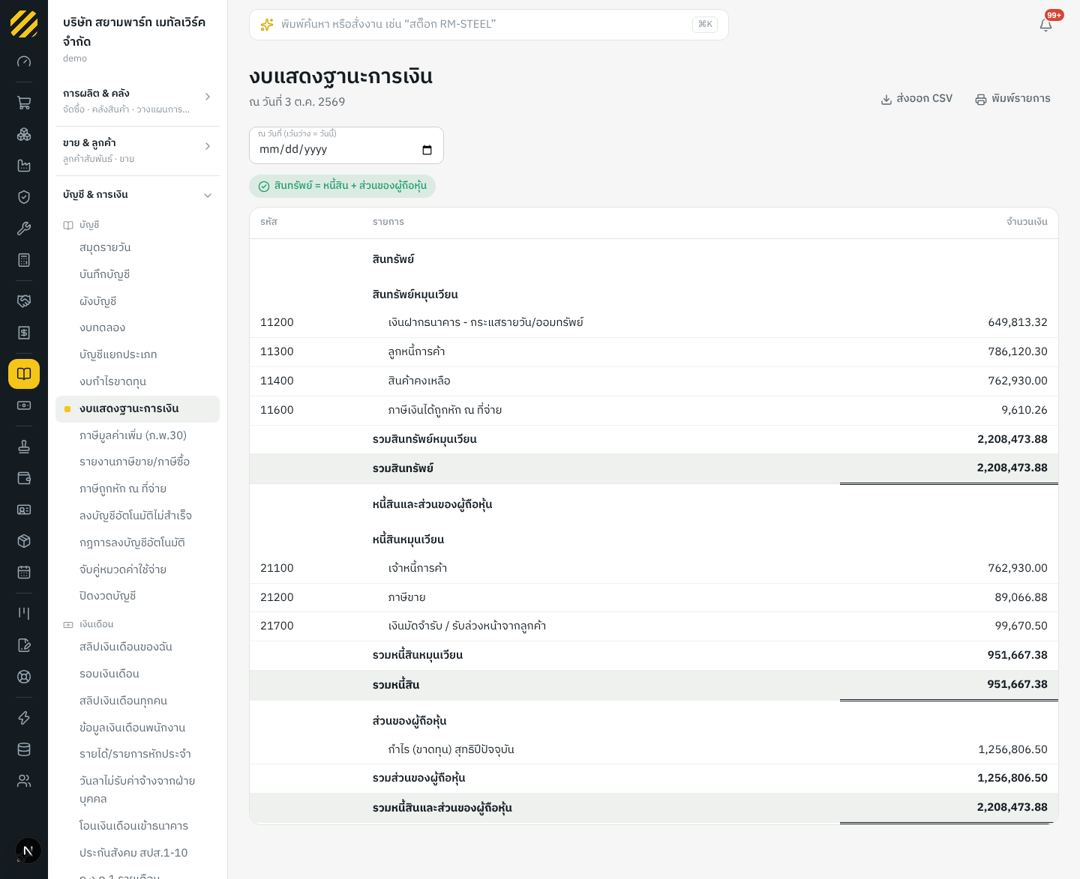 บริษัท สยามพาร์ท เมทัลเวิร์ค
จำกัด
demo
การผลิต & คลัง
จัดซื้อ · คลังสินค้า · วางแผนการ...
ขาย & ลูกค้า
ลูกค้าสัมพันธ์ · ขาย
บัญชี & การเงิน
บัญชี
สมุดรายวัน
บันทึกบัญชี
ผังบัญชี
งบทดลอง
บัญชีแยกประเภท
งบกำไรขาดทุน
งบแสดงฐานะการเงิน
ภาษีมูลค่าเพิ่ม (ภ.พ.30)
รายงานภาษีขาย/ภาษีซื้อ
ภาษีถูกหัก ณ ที่จ่าย
ลงบัญชีอัตโนมัติไม่สำเร็จ
กฎการลงบัญชีอัตโนมัติ
จับคู่หมวดค่าใช้จ่าย
ปิดงวดบัญชี
เงินเดือน
สลิปเงินเดือนของฉัน
รอบเงินเดือน
สลิปเงินเดือนทุกคน
ข้อมูลเงินเดือนพนักงาน
รายได้/รายการหักประจำ
วันลาไม่รับค่าจ้างจากฝ่าย
บุคคล
โอนเงินเดือนเข้าธนาคาร
ประกันสังคม สปส.1-10
N
พิมพ์ค้นหา หรือสั่งงาน เช่น “สต็อก RM-STEEL”
⌘K
99+
งบแสดงฐานะการเงิน
ณ วันที่ 3 ต.ค. 2569
ส่งออก CSV
พิมพ์รายการ
ณ วันที่ (เว้นว่าง = วันนี้)
mm/dd/yyyy
สินทรัพย์ = หนี้สิน + ส่วนของผู้ถือหุ้น
รหัส รายการ จำนวนเงิน
สินทรัพย์
สินทรัพย์หมุนเวียน
11200 เงินฝากธนาคาร - กระแสรายวัน/ออมทรัพย์ 649,813.32
11300 ลูกหนี้การค้า 786,120.30
11400 สินค้าคงเหลือ 762,930.00
11600 ภาษีเงินได้ถูกหัก ณ ที่จ่าย 9,610.26
รวมสินทรัพย์หมุนเวียน 2,208,473.88
รวมสินทรัพย์ 2,208,473.88
หนี้สินและส่วนของผู้ถือหุ้น
หนี้สินหมุนเวียน
21100 เจ้าหนี้การค้า 762,930.00
21200 ภาษีขาย 89,066.88
21700 เงินมัดจำรับ / รับล่วงหน้าจากลูกค้า 99,670.50
รวมหนี้สินหมุนเวียน 951,667.38
รวมหนี้สิน 951,667.38
ส่วนของผู้ถือหุ้น
กำไร (ขาดทุน) สุทธิปีปัจจุบัน 1,256,806.50
รวมส่วนของผู้ถือหุ้น 1,256,806.50
รวมหนี้สินและส่วนของผู้ถือหุ้น 2,208,473.88